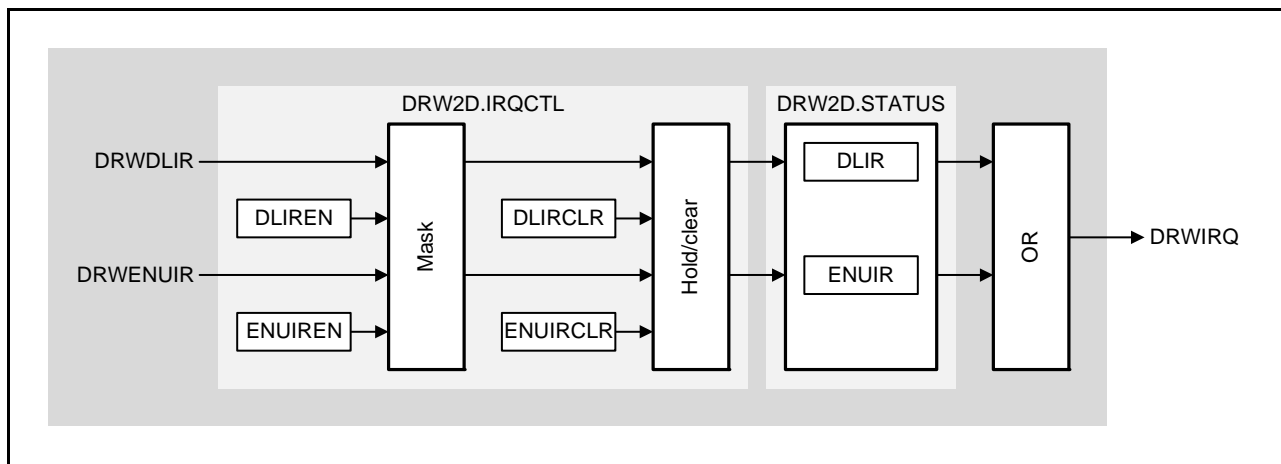 DRW2D.IRQCTL
DRW2D.STATUS
DRWDLIR
DLIR
DLIREN
DLIRCLR
Mask
Hold/clear
OR
DRWIRQ
DRWENUIR
ENUIR
ENUIREN
ENUIRCLR